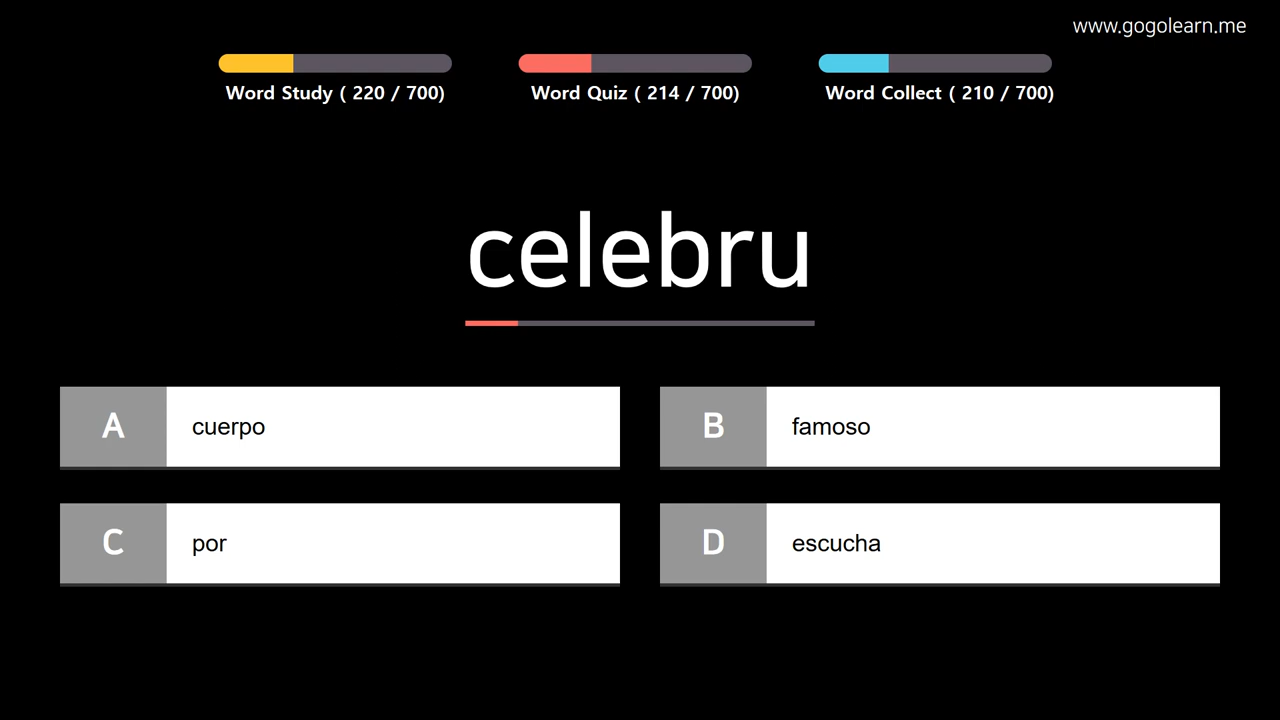 www.gogolearn.me
Word Study ( 220 / 700)
Word Quiz ( 214 / 700)
Word Collect ( 210 / 700)
celebru
A cuerpo
B famoso
C por
D escucha